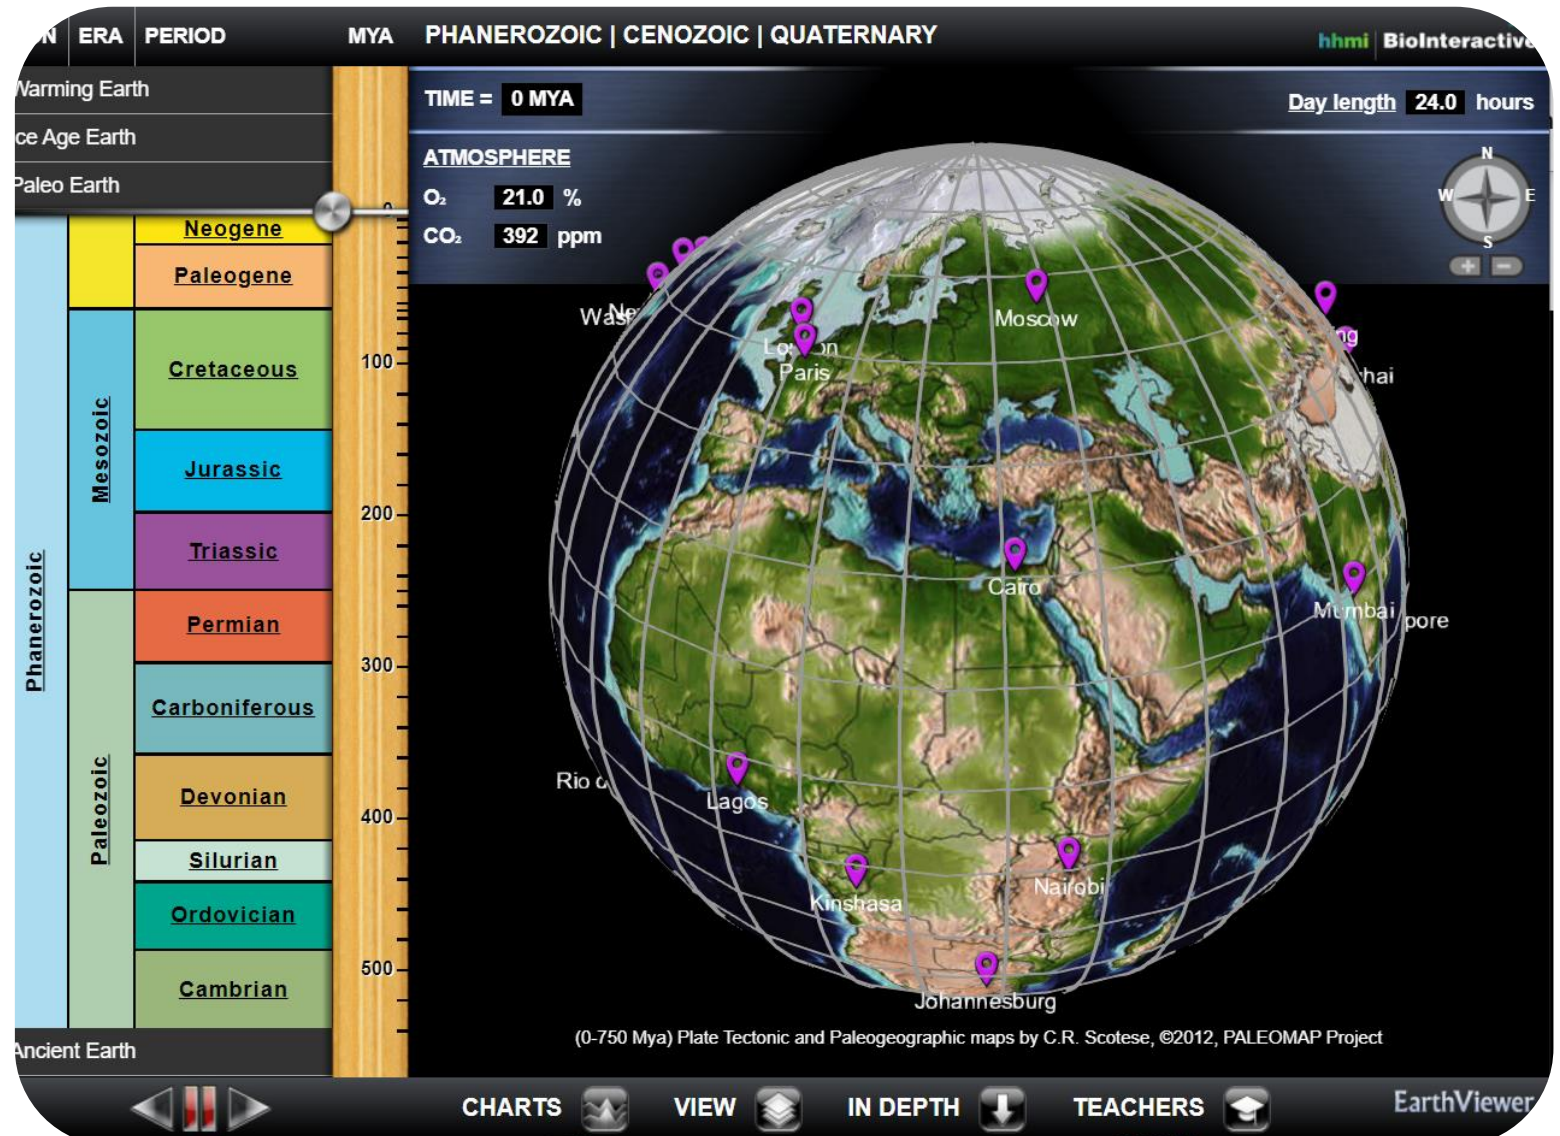 N ERA PERIOD MYA PHANEROZOIC | CENOZOIC | QUATERNARY
hhmi BioInteractive
Warming Earth
ce Age Earth
Paleo Earth
TIME = 0 MYA
Day length 24.0 hours
ATMOSPHERE
O₂ 21.0 %
CO₂ 392 ppm
N
W E
S
0
Neogene
Paleogene
Cretaceous
Jurassic
Triassic
Permian
Carboniferous
Devonian
Silurian
Ordovician
Cambrian
Mesozoic
Paleozoic
Phanerozoic
100
200
300
400
500
Moscow
London
Paris
Cairo
Mumbai
pore
Rio
Lagos
Nairobi
Kinshasa
Johannesburg
(0-750 Mya) Plate Tectonic and Paleogeographic maps by C.R. Scotese, ©2012, PALEOMAP Project
Ancient Earth
CHARTS VIEW IN DEPTH TEACHERS EarthViewer